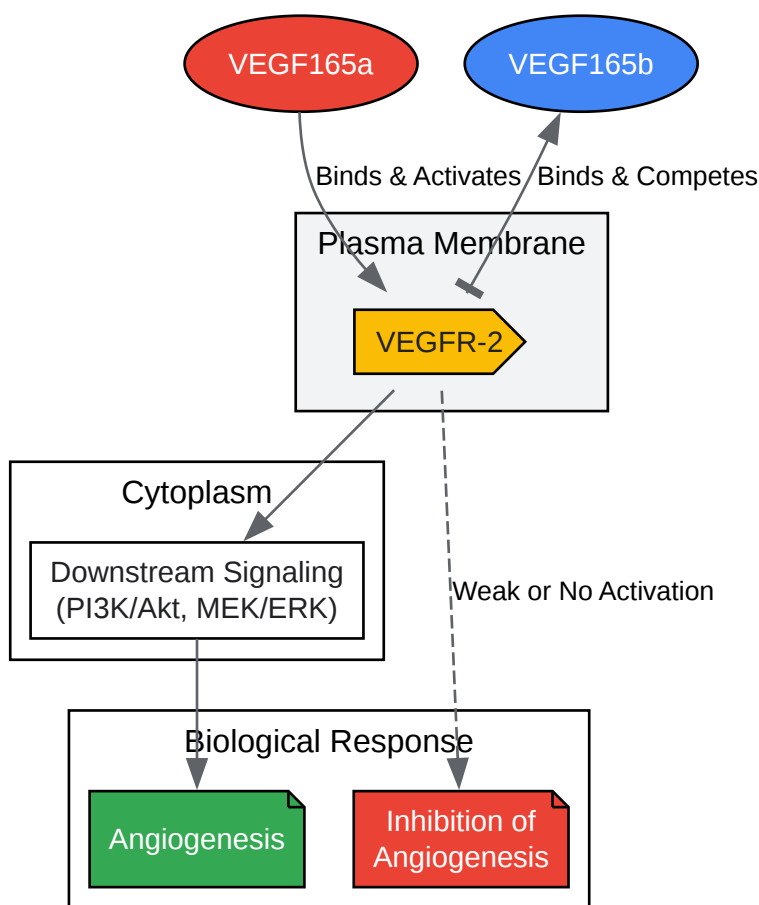 VEGF165a
VEGF165b
Binds & Activates
Binds & Competes
Plasma Membrane
VEGFR-2
Cytoplasm
Downstream Signaling
(PI3K/Akt, MEK/ERK)
Weak or No Activation
Biological Response
Angiogenesis
Inhibition of
Angiogenesis